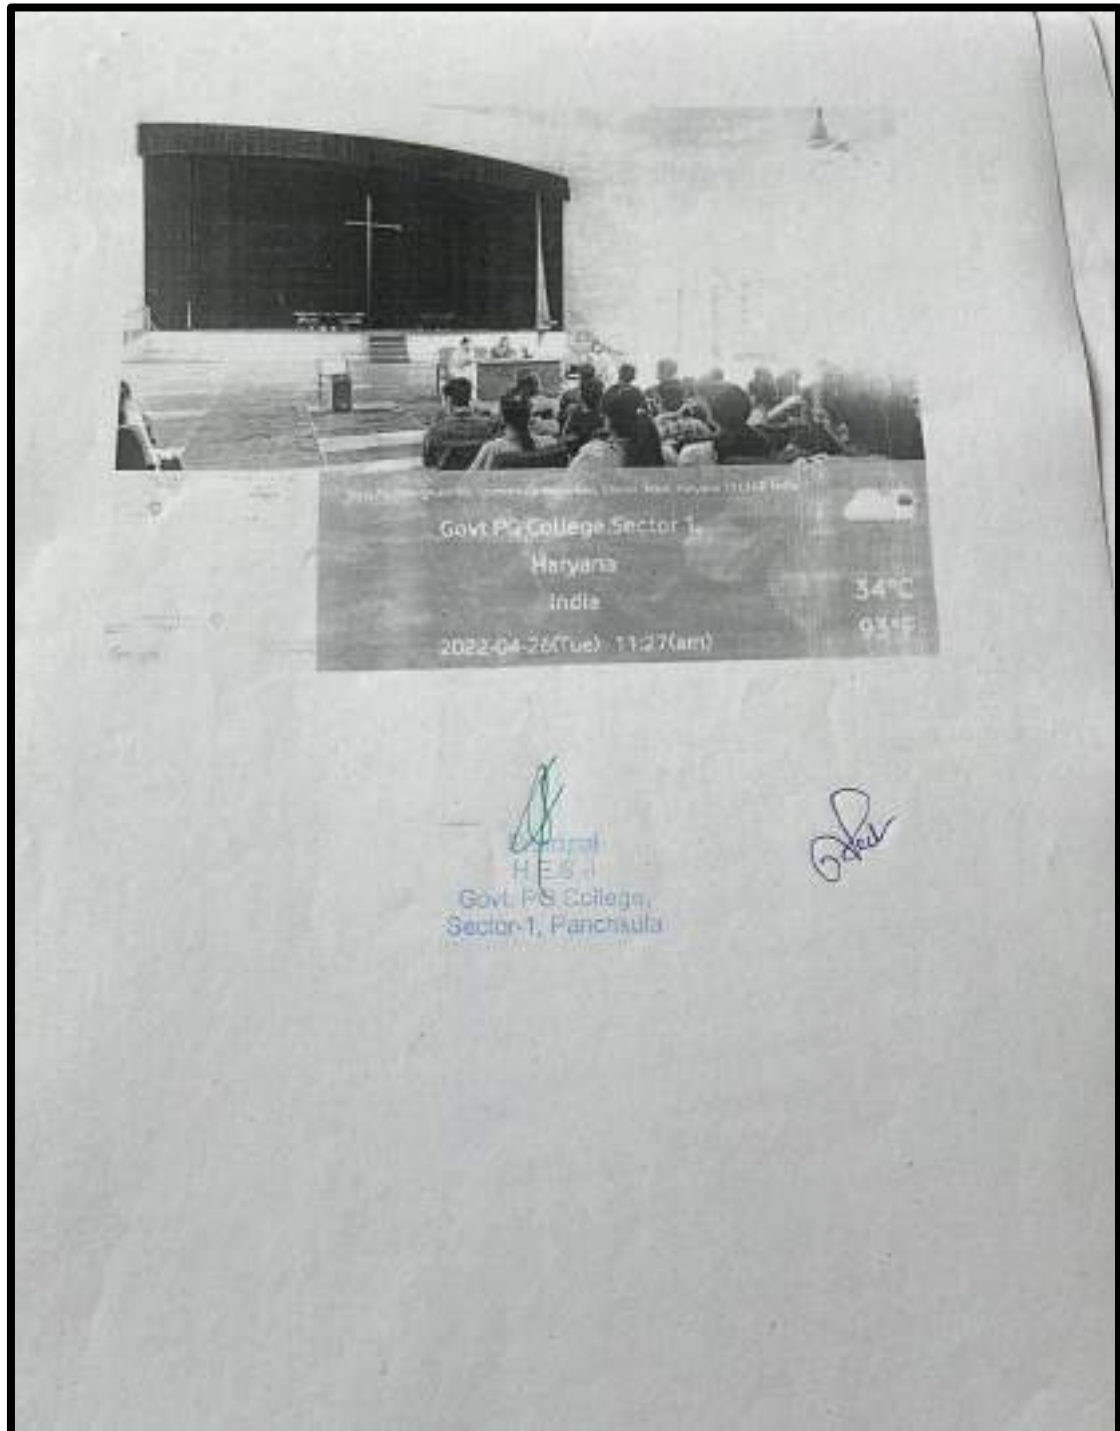 Govt PG College Sector 1,
Haryana
India
34°C
93°F
2022-04-26(Tue) 11:27(am)
Principal
H.E.S-I
Govt. PG College,
Sector-1, Panchkula